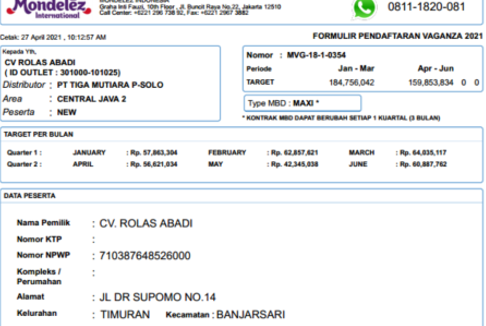 Mondelēz
International
MONDELEZ INDONESIA
Graha Inti Fauzi, 10th Floor, Jl. Buncit Raya No.22, Jakarta 12510
Call Center: +6221 296 738 92, Fax: +6221 2967 3882
0811-1820-081
Cetak: 27 April 2021 , 10:12:57 AM
FORMULIR PENDAFTARAN VAGANZA 2021
Kepada Yth,
CV ROLAS ABADI
( ID OUTLET : 301000-101025)
Distributor : PT TIGA MUTIARA P-SOLO
Area : CENTRAL JAVA 2
Peserta : NEW
Nomor : MVG-18-1-0354
Periode Jan - Mar Apr - Jun
TARGET 184,756,042 159,853,834 0 0
Type MBD : MAXI *
* KONTRAK MBD DAPAT BERUBAH SETIAP 1 KUARTAL (3 BULAN)
TARGET PER BULAN
Quarter 1 : JANUARY : Rp. 57,863,304 FEBRUARY : Rp. 62,857,621 MARCH : Rp. 64,035,117
Quarter 2 : APRIL : Rp. 56,621,034 MAY : Rp. 42,345,038 JUNE : Rp. 60,887,762
DATA PESERTA
Nama Pemilik : CV. ROLAS ABADI
Nomor KTP :
Nomor NPWP : 710387648526000
Kompleks / :
Perumahan
Alamat : JL DR SUPOMO NO.14
Kelurahan : TIMURAN Kecamatan : BANJARSARI